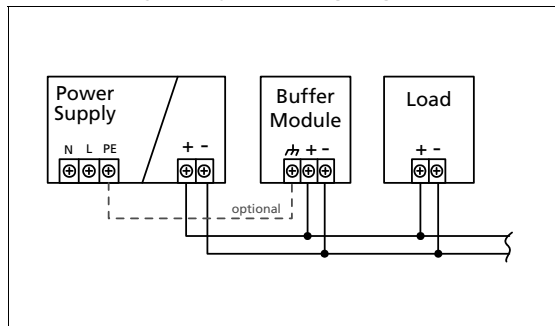 Power
Supply
N L PE
+ -
Buffer
Module
+ -
Load
+ -
optional